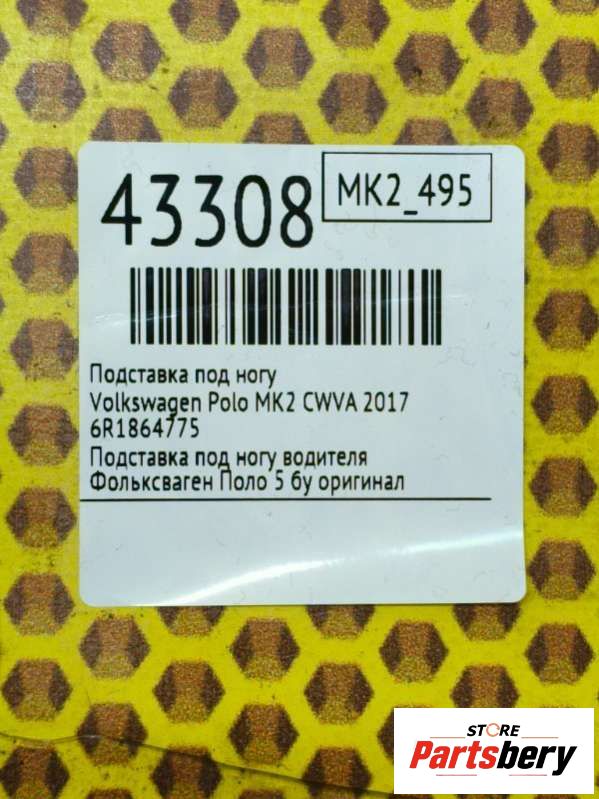 43308
MK2_495
Подставка под ногу
Volkswagen Polo MK2 CWVA 2017
6R1864775
Подставка под ногу водителя
Фольксваген Поло 5 бу оригинал
STORE
Partsbery